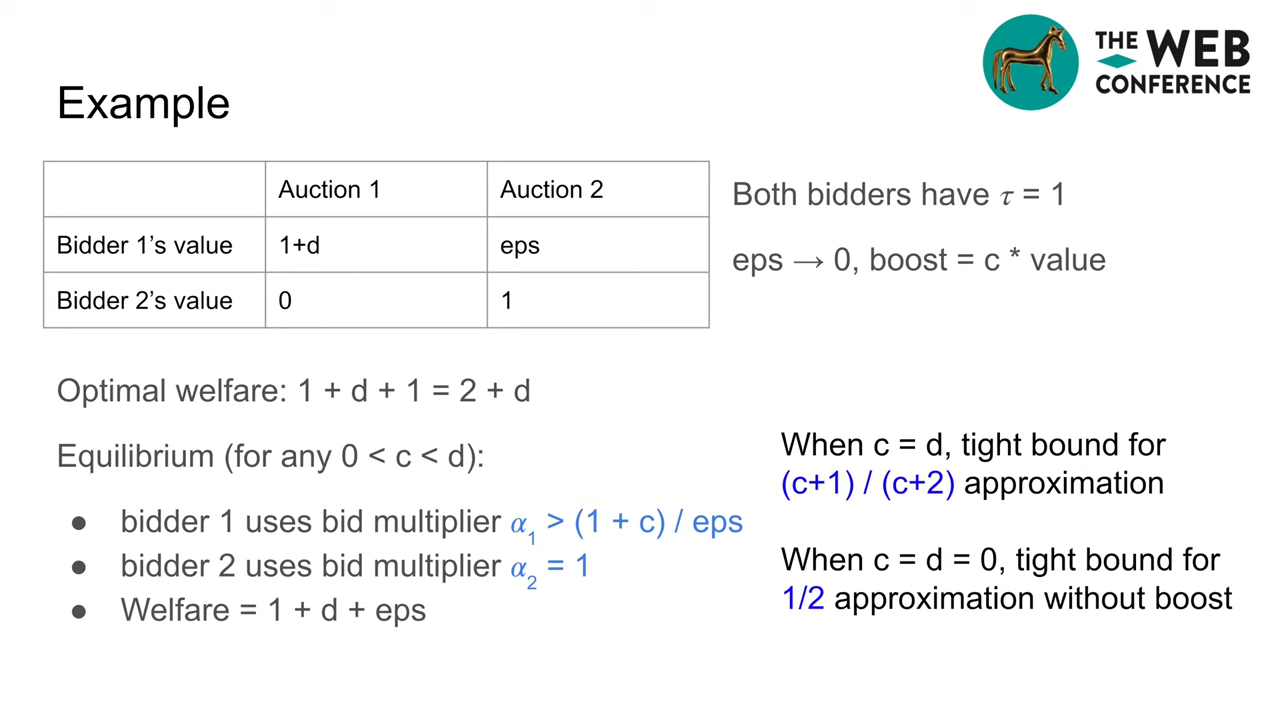 THE WEB
CONFERENCE
Example
Auction 1 Auction 2
Bidder 1's value 1+d eps
Bidder 2's value 0 1
Both bidders have τ = 1
eps → 0, boost = c * value
Optimal welfare: 1 + d + 1 = 2 + d
Equilibrium (for any 0 < c < d):
● bidder 1 uses bid multiplier α₁ > (1 + c) / eps
● bidder 2 uses bid multiplier α₂ = 1
● Welfare = 1 + d + eps
When c = d, tight bound for
(c+1) / (c+2) approximation
When c = d = 0, tight bound for
1/2 approximation without boost